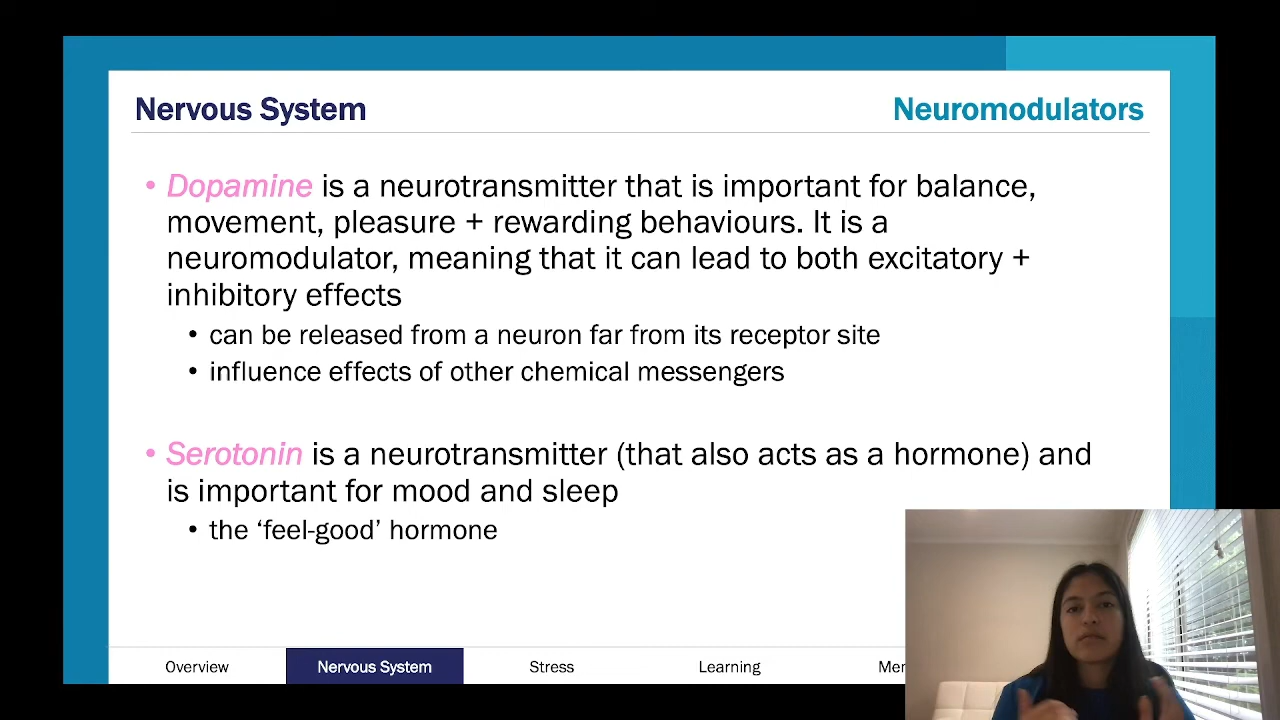 Nervous System
Neuromodulators
• Dopamine is a neurotransmitter that is important for balance,
movement, pleasure + rewarding behaviours. It is a
neuromodulator, meaning that it can lead to both excitatory +
inhibitory effects
• can be released from a neuron far from its receptor site
• influence effects of other chemical messengers
• Serotonin is a neurotransmitter (that also acts as a hormone) and
is important for mood and sleep
• the ‘feel-good’ hormone
Overview
Nervous System
Stress
Learning